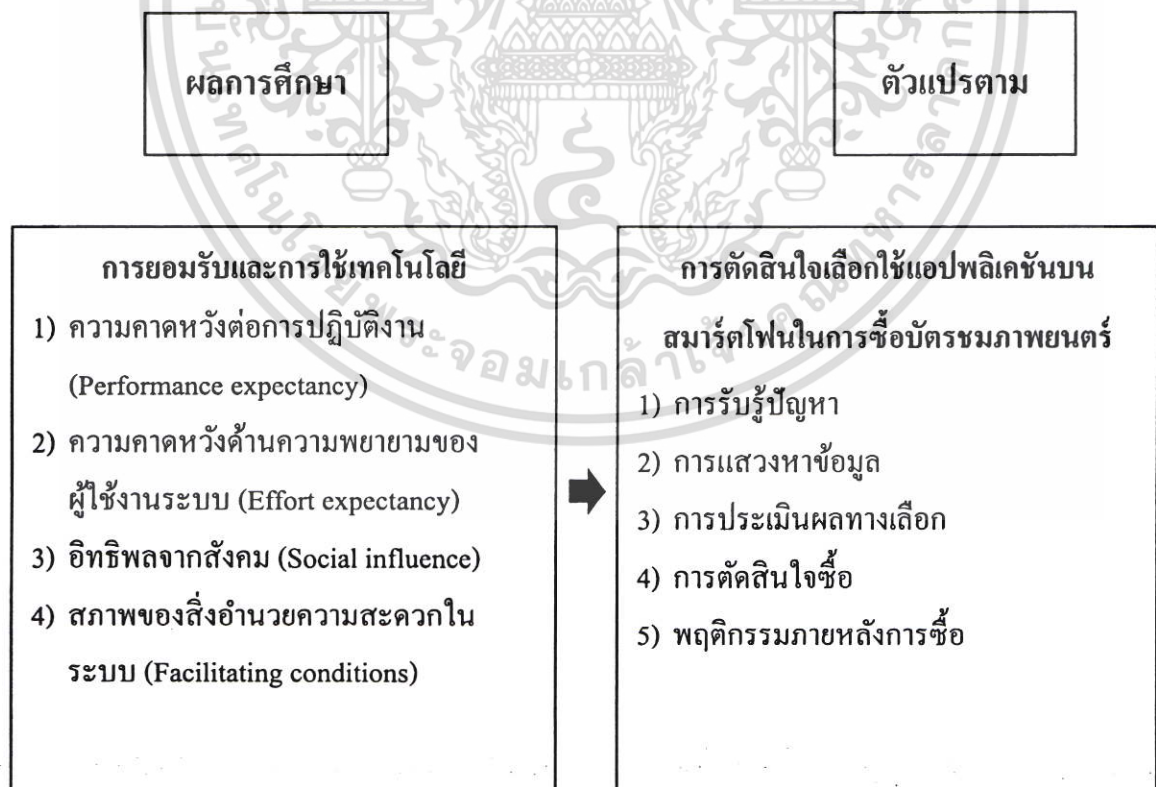 ผลการศึกษา
ตัวแปรตาม
การยอมรับและการใช้เทคโนโลยี
1) ความคาดหวังต่อการปฏิบัติงาน
(Performance expectancy)
2) ความคาดหวังด้านความพยายามของ
ผู้ใช้งานระบบ (Effort expectancy)
3) อิทธิพลจากสังคม (Social influence)
4) สภาพของสิ่งอำนวยความสะดวกใน
ระบบ (Facilitating conditions)
การตัดสินใจเลือกใช้แอปพลิเคชันบน
สมาร์ตโฟนในการซื้อบัตรชมภาพยนตร์
1) การรับรู้ปัญหา
2) การแสวงหาข้อมูล
3) การประเมินผลทางเลือก
4) การตัดสินใจซื้อ
5) พฤติกรรมภายหลังการซื้อ